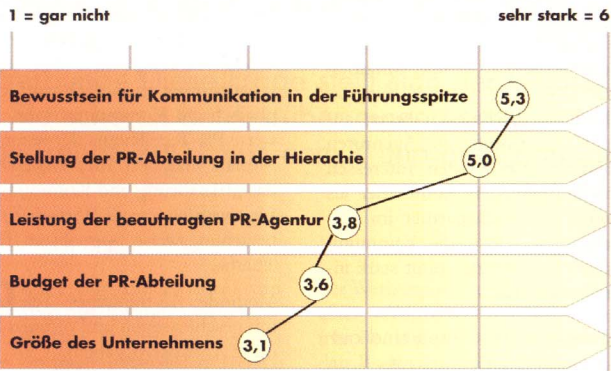 1 = gar nicht sehr stark = 6
Bewusstsein für Kommunikation in der Führungsspitze 5,3
Stellung der PR-Abteilung in der Hierachie 5,0
Leistung der beauftragten PR-Agentur 3,8
Budget der PR-Abteilung 3,6
Größe des Unternehmens 3,1